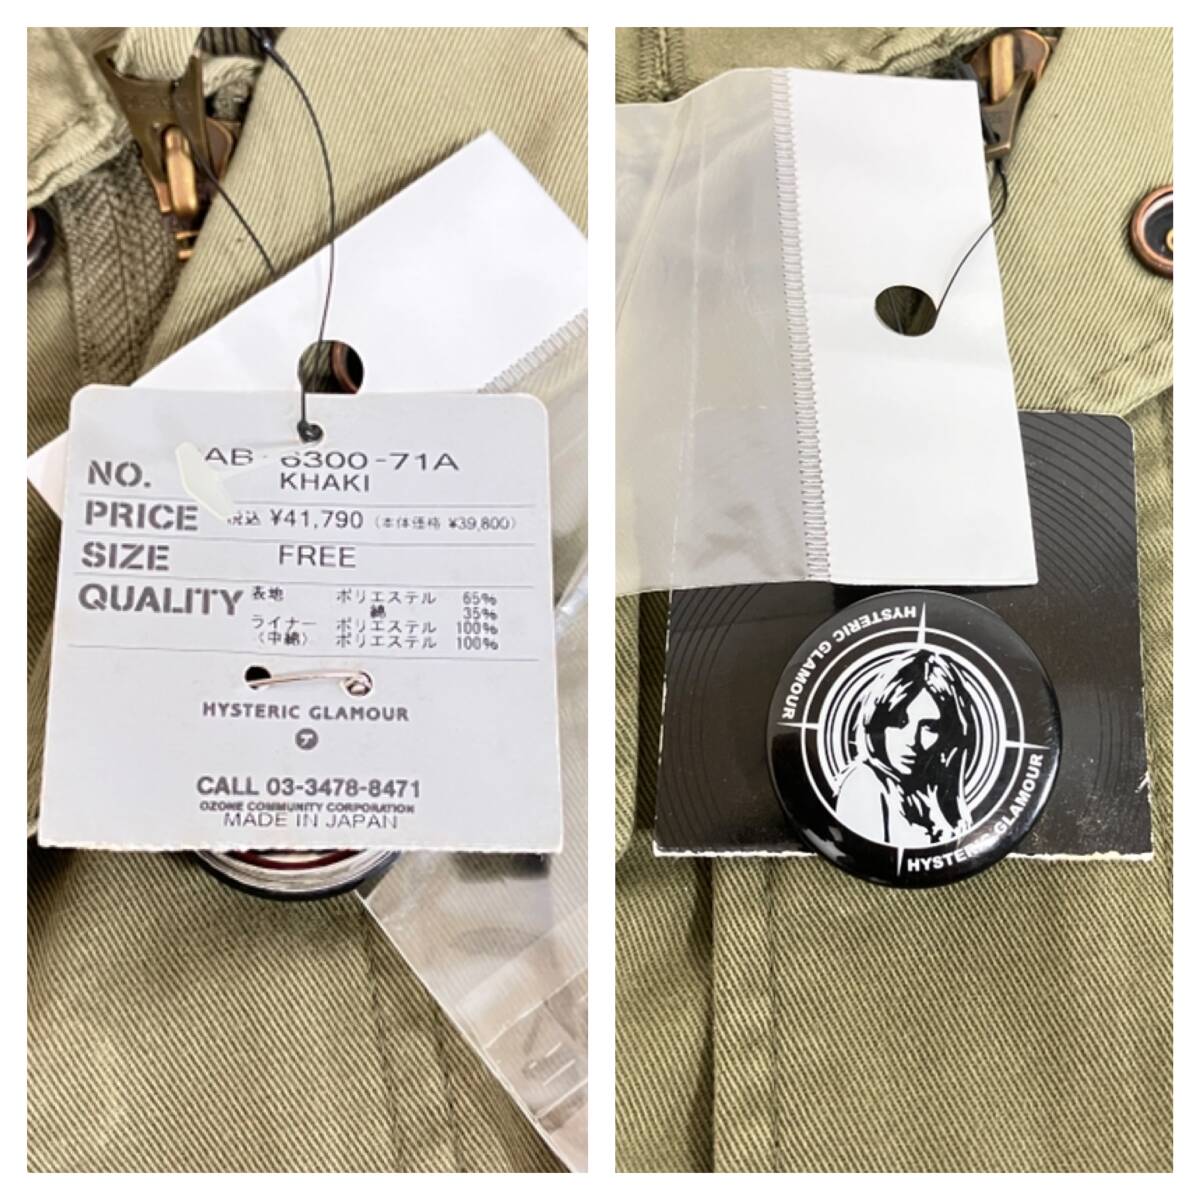 NO. AB-6300-71A
KHAKI
PRICE 税込 ¥41,790 (本体価格 ¥39,800)
SIZE FREE
QUALITY 表地 ポリエステル 65%
綿 35%
ライナー ポリエステル 100%
(中綿) ポリエステル 100%
HYSTERIC GLAMOUR
CALL 03-3478-8471
OZONE COMMUNITY CORPORATION
MADE IN JAPAN
HYSTERIC GLAMOUR
HYSTERIC GLAMOUR